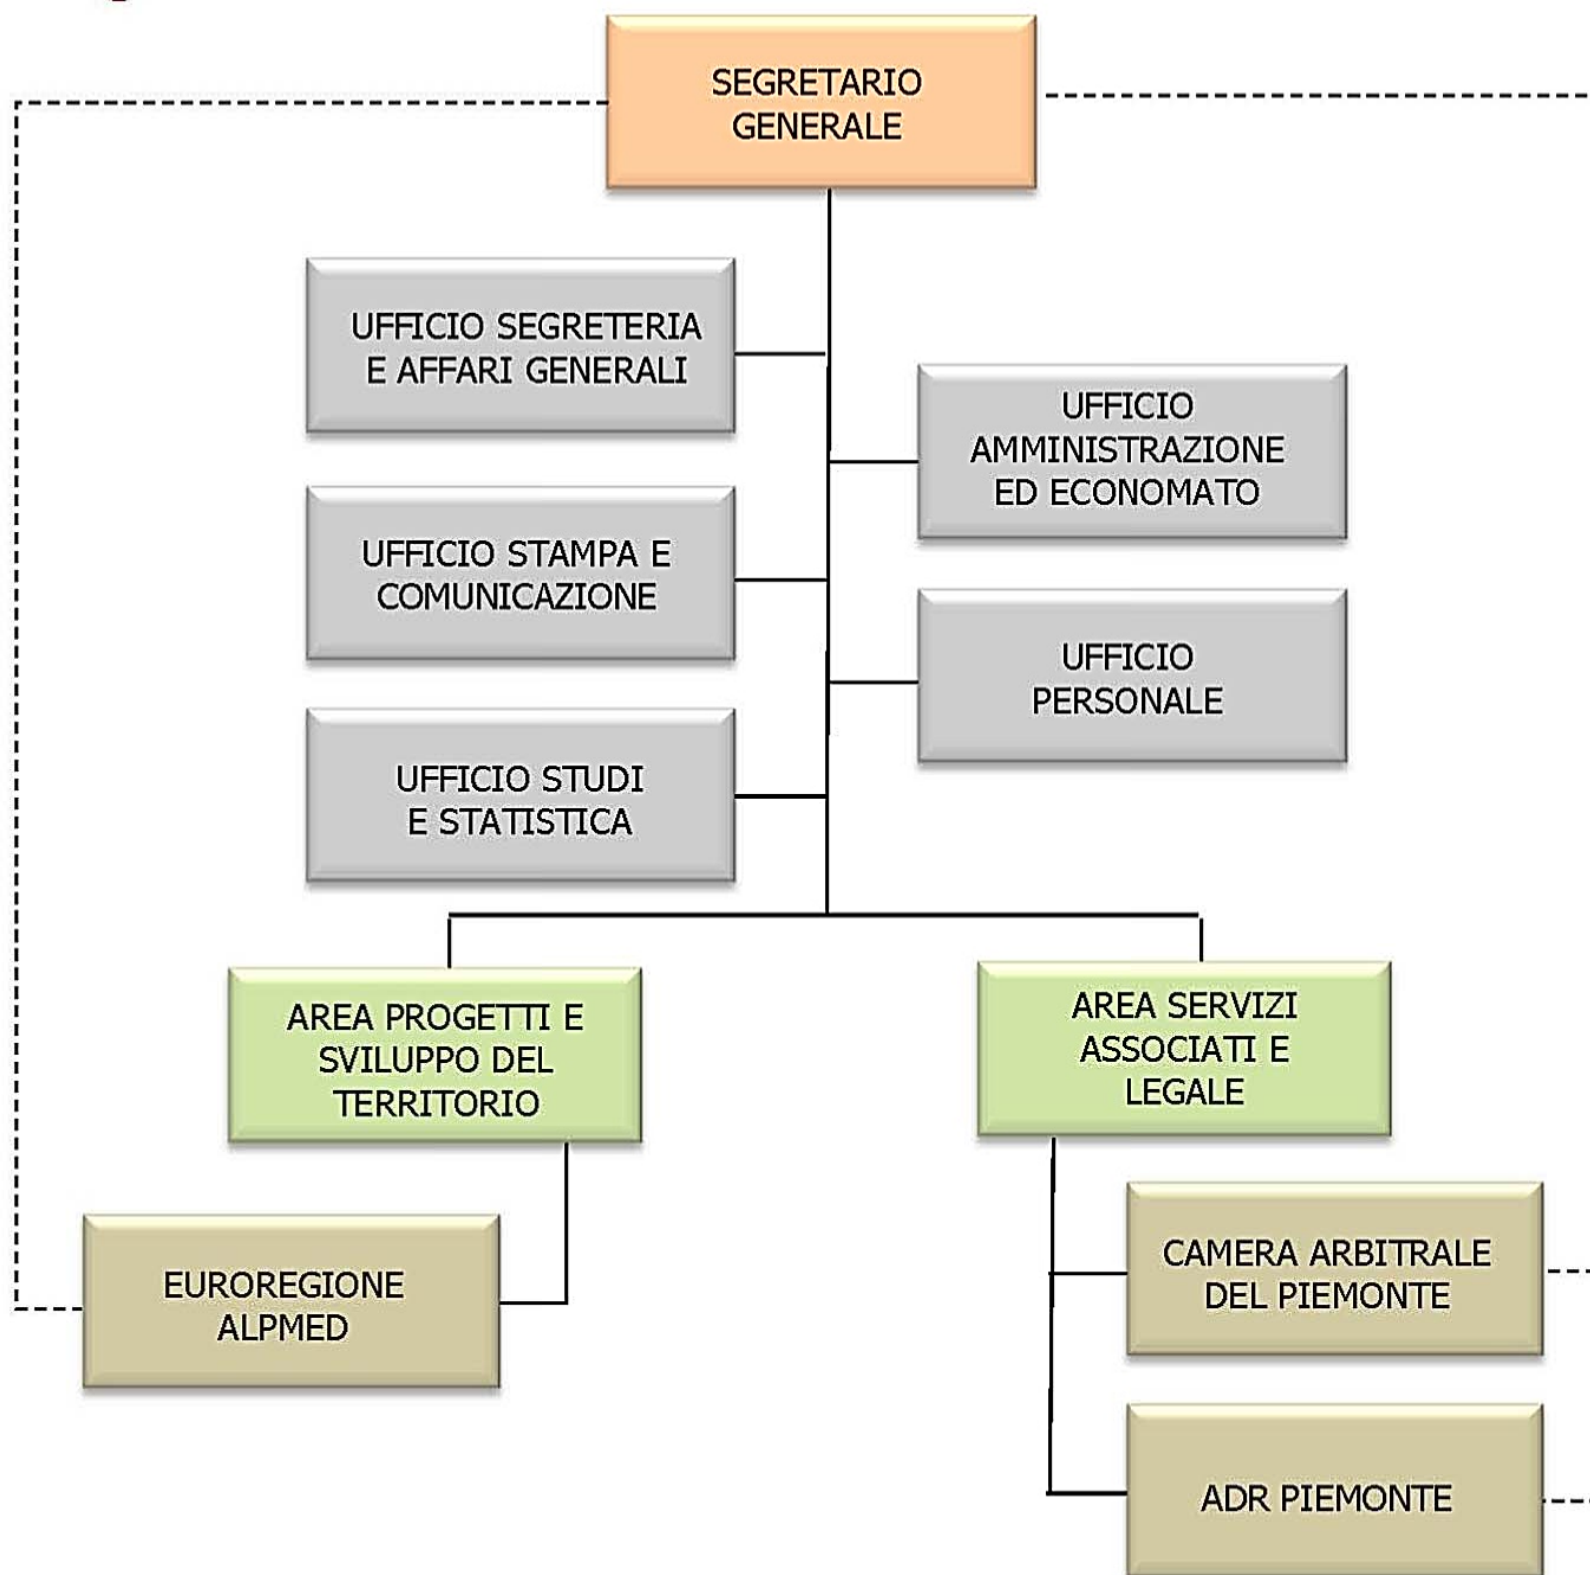 SEGRETARIO
GENERALE
UFFICIO SEGRETERIA
E AFFARI GENERALI
UFFICIO
AMMINISTRAZIONE
ED ECONOMATO
UFFICIO STAMPA E
COMUNICAZIONE
UFFICIO
PERSONALE
UFFICIO STUDI
E STATISTICA
AREA PROGETTI E
SVILUPPO DEL
TERRITORIO
AREA SERVIZI
ASSOCIATI E
LEGALE
EUROREGIONE
ALPMED
CAMERA ARBITRALE
DEL PIEMONTE
ADR PIEMONTE